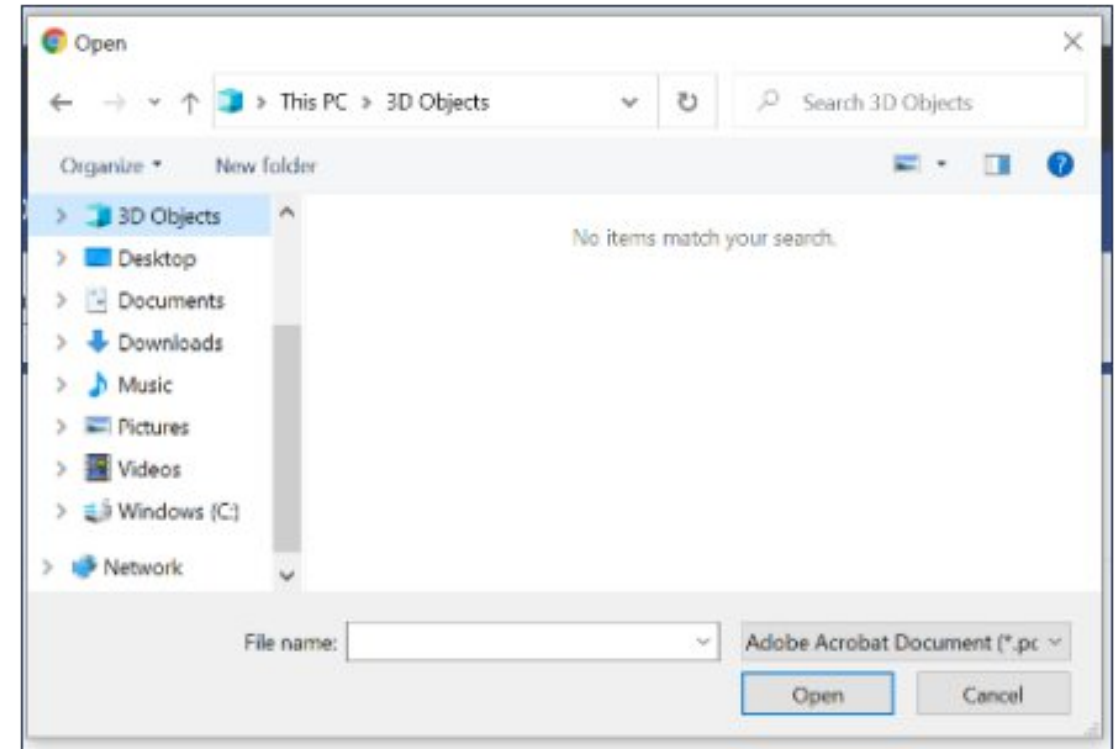 Open
This PC > 3D Objects
Search 3D Objects
Organize
New folder
3D Objects
No items match your search.
Desktop
Documents
Downloads
Music
Pictures
Videos
Windows (C:)
Network
File name:
Adobe Acrobat Document (*.pc
Open
Cancel